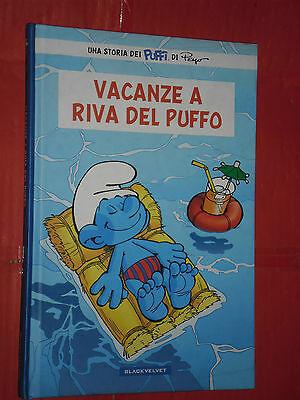 UNA STORIA DEI PUFFI DI Peyo
VACANZE A
RIVA DEL PUFFO
BLACKVELVET